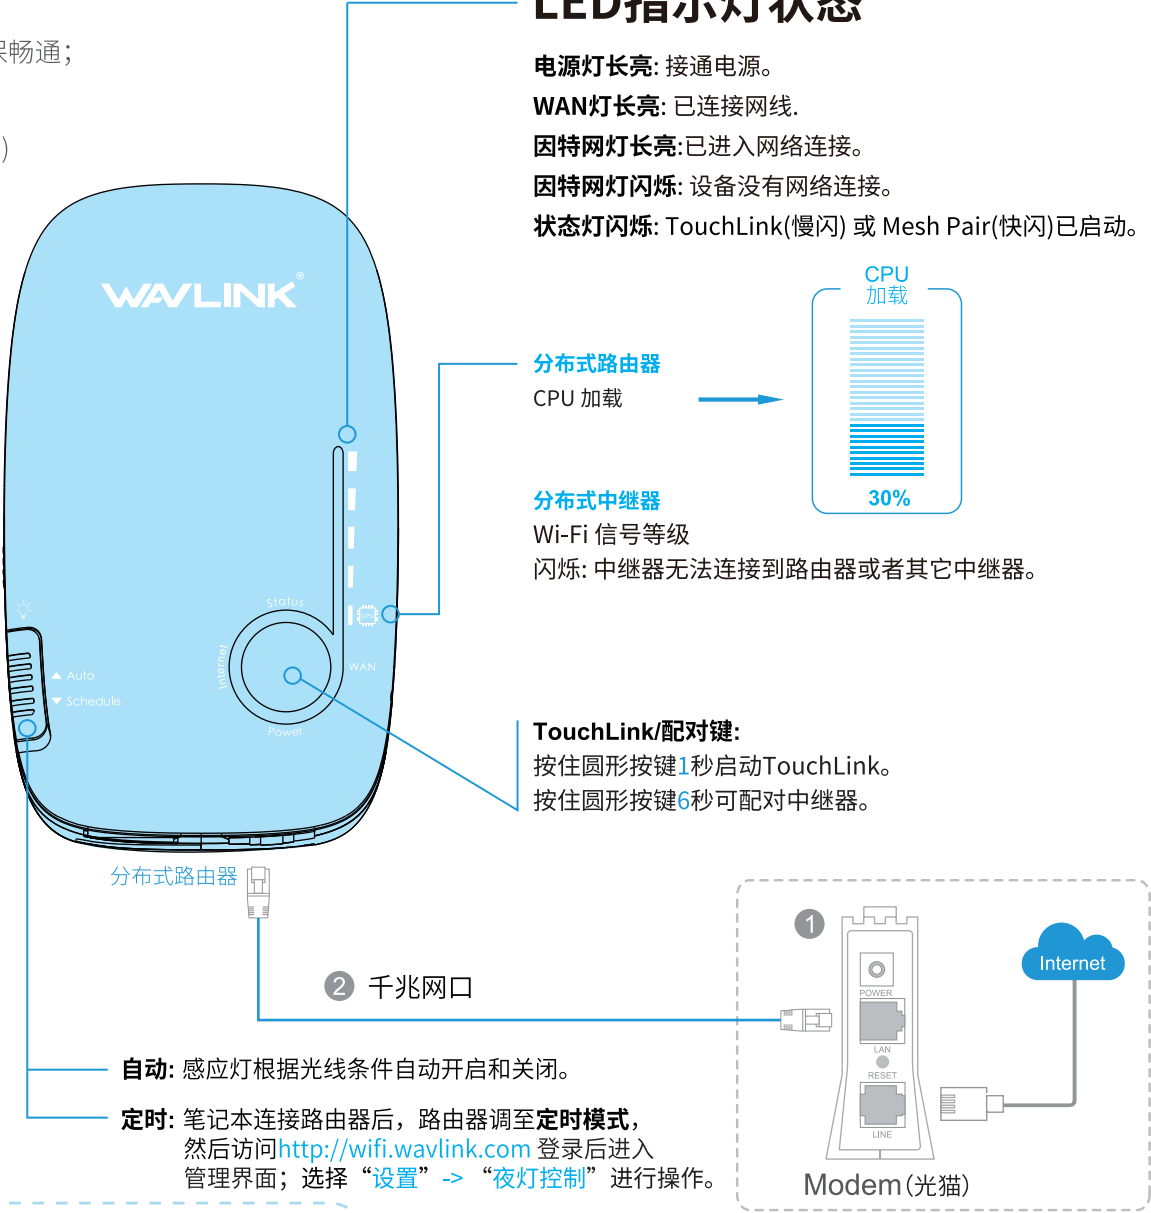 LED指示灯状态
保畅通；
)
电源灯长亮: 接通电源。
WAN灯长亮: 已连接网线.
因特网灯长亮:已进入网络连接。
因特网灯闪烁: 设备没有网络连接。
状态灯闪烁: TouchLink(慢闪) 或 Mesh Pair(快闪)已启动。
WAVLINK®
CPU
加载
30%
分布式路由器
CPU 加载
分布式中继器
Wi-Fi 信号等级
闪烁: 中继器无法连接到路由器或者其它中继器。
Status
CPU
Internet
WAN
Power
Auto
Schedule
TouchLink/配对键:
按住圆形按键1秒启动TouchLink。
按住圆形按键6秒可配对中继器。
分布式路由器
1
2 千兆网口
POWER
LAN
RESET
LINE
Internet
Modem(光猫)
自动: 感应灯根据光线条件自动开启和关闭。
定时: 笔记本连接路由器后，路由器调至定时模式，
然后访问http://wifi.wavlink.com 登录后进入
管理界面；选择“设置”-> “夜灯控制”进行操作。